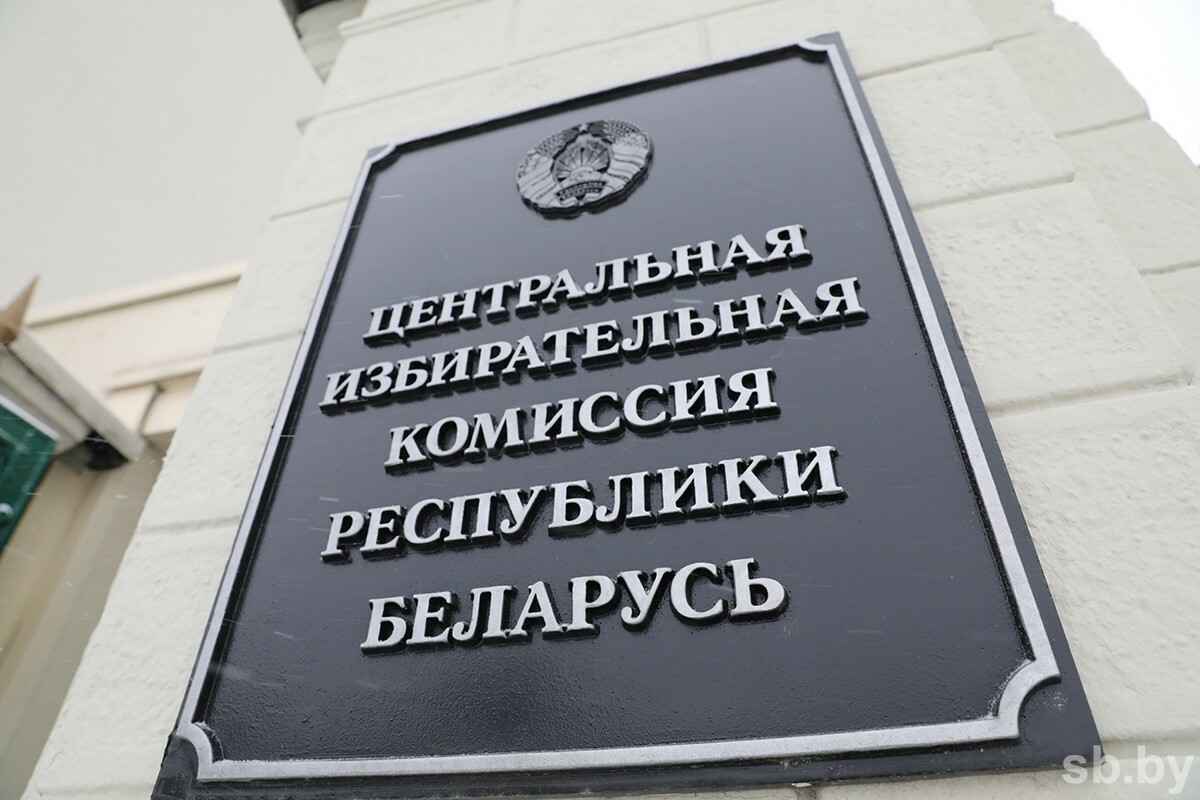 ЦЕНТРАЛЬНАЯ
ИЗБИРАТЕЛЬНАЯ
КОМИССИЯ
РЕСПУБЛИКИ
БЕЛАРУСЬ
sb.by